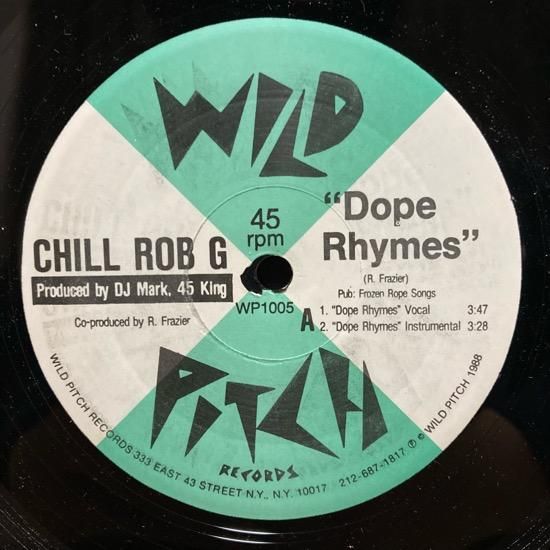 WILD
PITCH
RECORDS
45
rpm
WP1005
CHILL ROB G
Produced by DJ Mark, 45 King
Co-produced by R. Frazier
"Dope
Rhymes"
(R. Frazier)
Pub: Frozen Rope Songs
A
1. "Dope Rhymes" Vocal 3:47
2. "Dope Rhymes" Instrumental 3:28
WILD PITCH RECORDS 333 EAST 43 STREET N.Y., N.Y. 10017 212-687-1817 ℗ © WILD PITCH 1988